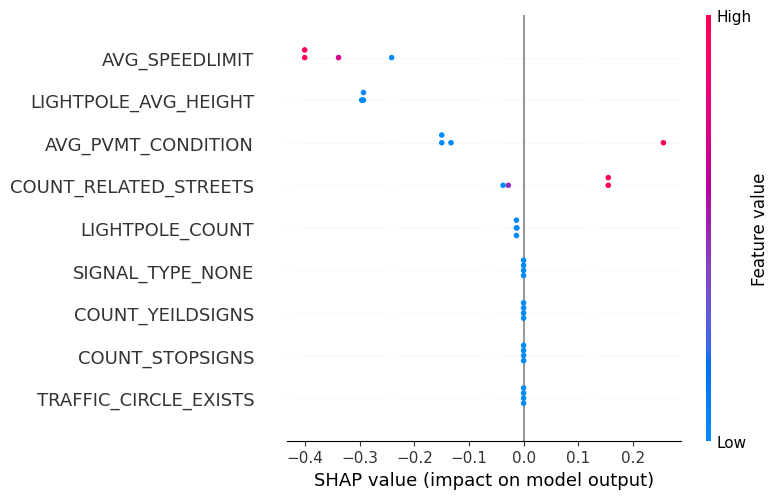 High
AVG_SPEEDLIMIT
LIGHTPOLE_AVG_HEIGHT
AVG_PVMT_CONDITION
COUNT_RELATED_STREETS
LIGHTPOLE_COUNT
SIGNAL_TYPE_NONE
COUNT_YEILDSIGNS
COUNT_STOPSIGNS
TRAFFIC_CIRCLE_EXISTS
Feature value
Low
−0.4 −0.3 −0.2 −0.1 0.0 0.1 0.2
SHAP value (impact on model output)